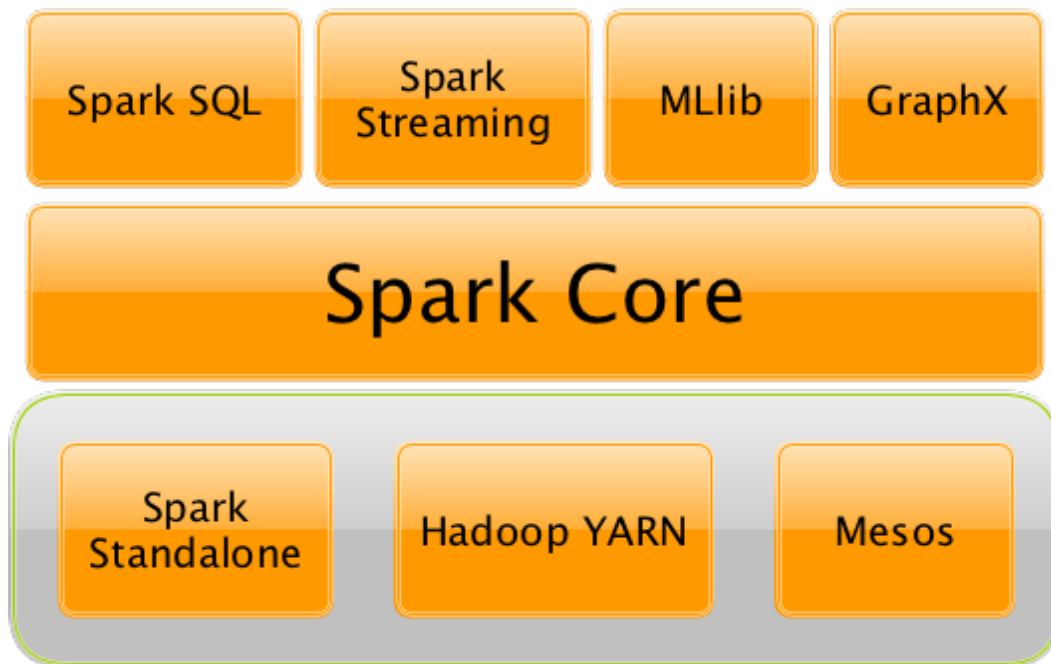 Spark SQL
Spark
Streaming
MLlib
GraphX
Spark Core
Spark
Standalone
Hadoop YARN
Mesos